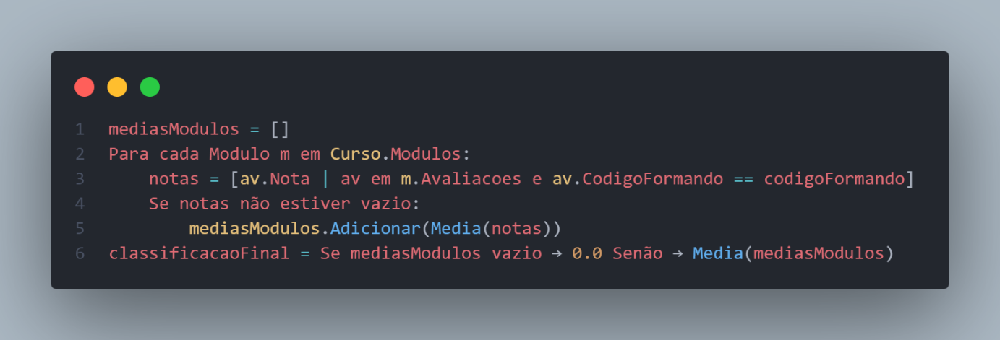 1 mediasModulos = []
2 Para cada Modulo m em Curso.Modulos:
3 notas = [av.Nota | av em m.Avaliacoes e av.CodigoFormando == codigoFormando]
4 Se notas não estiver vazio:
5 mediasModulos.Adicionar(Media(notas))
6 classificacaoFinal = Se mediasModulos vazio → 0.0 Senão → Media(mediasModulos)